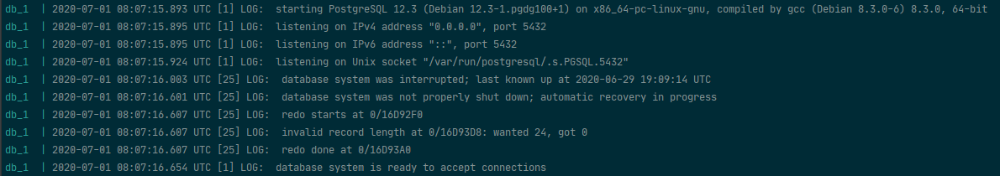 db_1  | 2020-07-01 08:07:15.893 UTC [1] LOG:  starting PostgreSQL 12.3 (Debian 12.3-1.pgdg100+1) on x86_64-pc-linux-gnu, compiled by gcc (Debian 8.3.0-6) 8.3.0, 64-bit
db_1  | 2020-07-01 08:07:15.895 UTC [1] LOG:  listening on IPv4 address "0.0.0.0", port 5432
db_1  | 2020-07-01 08:07:15.895 UTC [1] LOG:  listening on IPv6 address "::", port 5432
db_1  | 2020-07-01 08:07:15.924 UTC [1] LOG:  listening on Unix socket "/var/run/postgresql/.s.PGSQL.5432"
db_1  | 2020-07-01 08:07:16.003 UTC [25] LOG:  database system was interrupted; last known up at 2020-06-29 19:09:14 UTC
db_1  | 2020-07-01 08:07:16.601 UTC [25] LOG:  database system was not properly shut down; automatic recovery in progress
db_1  | 2020-07-01 08:07:16.607 UTC [25] LOG:  redo starts at 0/16D92F0
db_1  | 2020-07-01 08:07:16.607 UTC [25] LOG:  invalid record length at 0/16D93D8: wanted 24, got 0
db_1  | 2020-07-01 08:07:16.607 UTC [25] LOG:  redo done at 0/16D93A0
db_1  | 2020-07-01 08:07:16.654 UTC [1] LOG:  database system is ready to accept connections